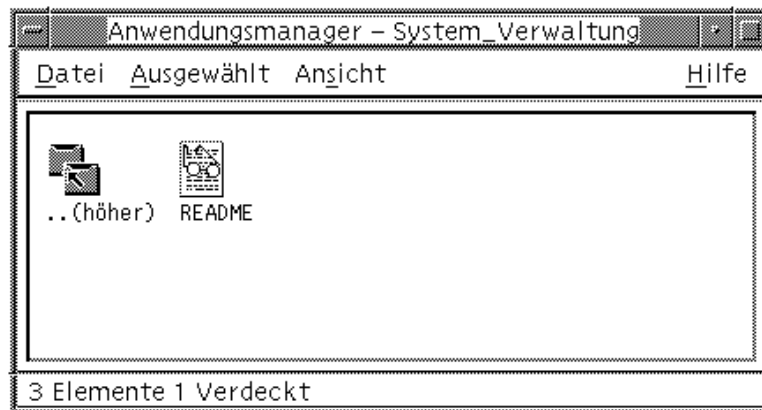 Anwendungsmanager – System_Verwaltung
Datei Ausgewählt Ansicht Hilfe
..(höher) README
3 Elemente 1 Verdeckt